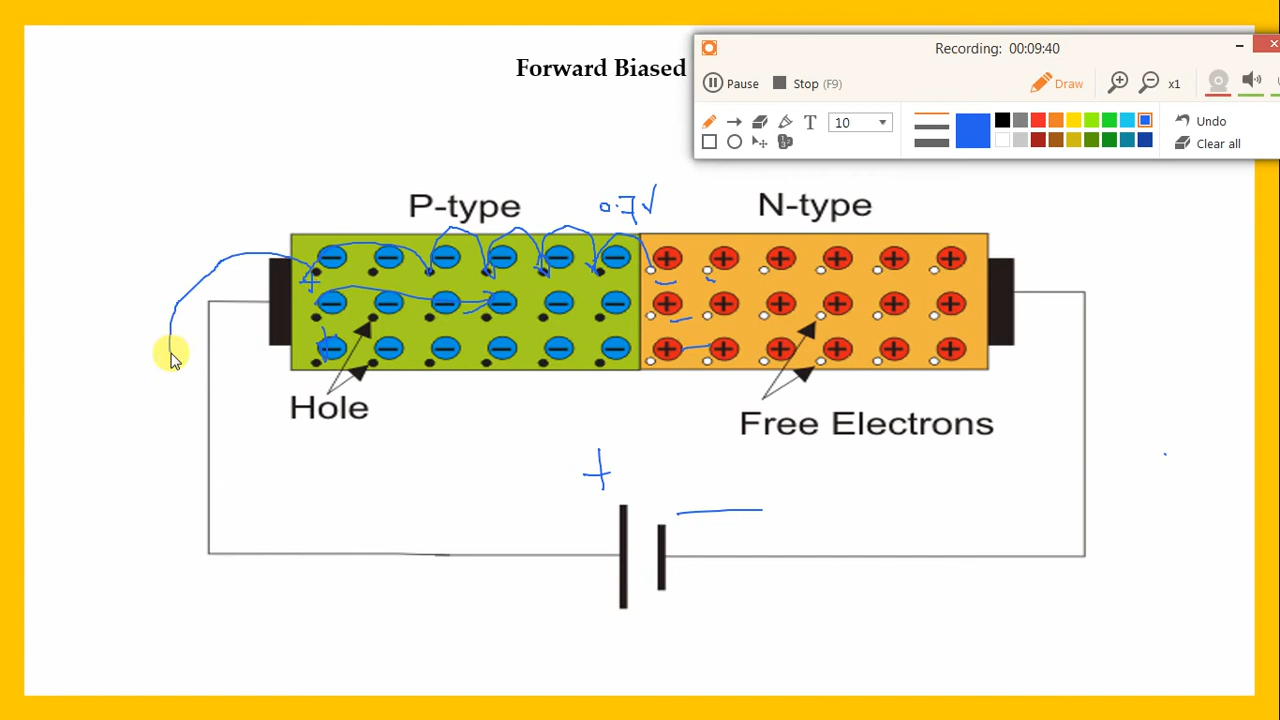 Forward Biased
Recording: 00:09:40
Pause Stop (F9) Draw x1
T 10 Undo
Clear all
P-type 0.7V N-type
Hole
Free Electrons
+